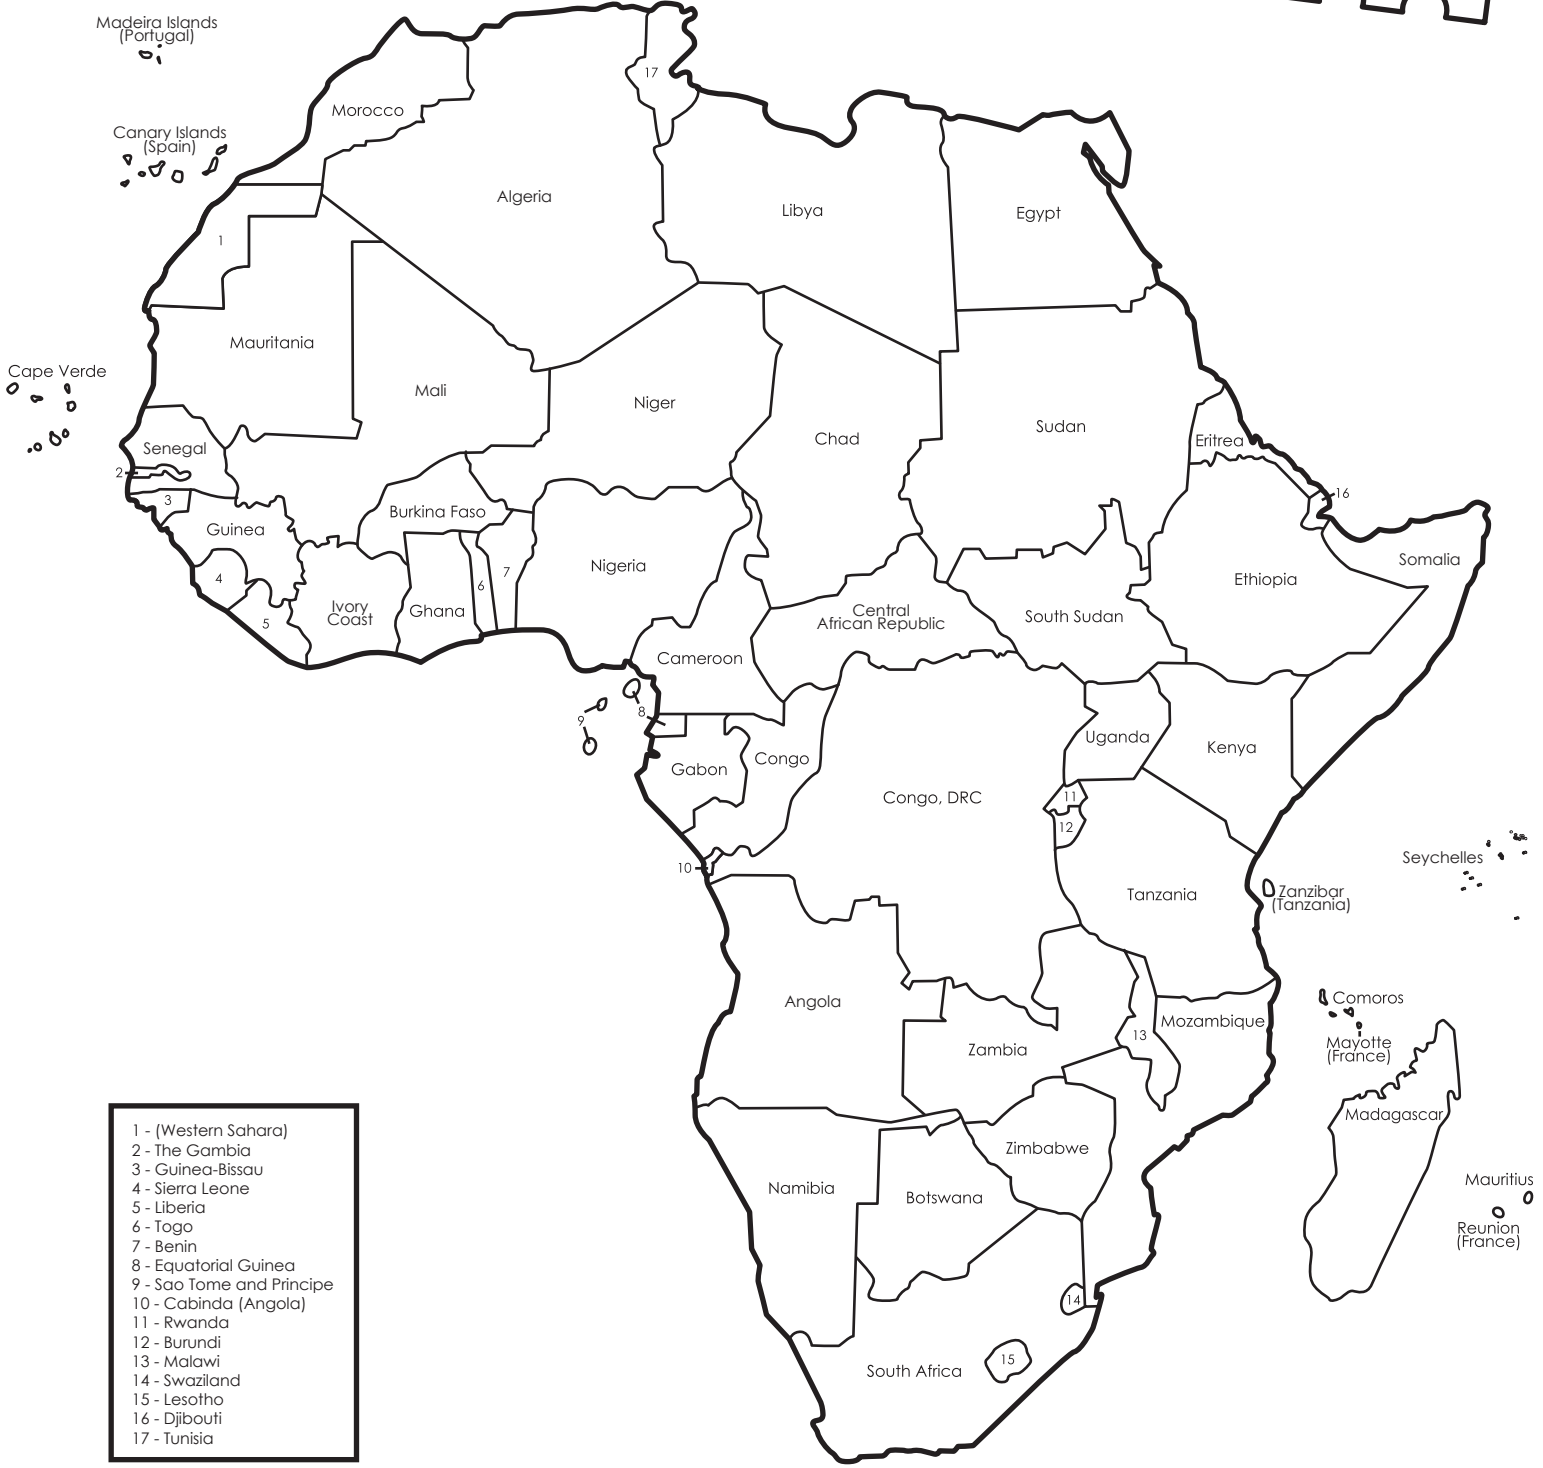 Madeira Islands
(Portugal)
17
Morocco
Canary Islands
(Spain)
Algeria
Libya
Egypt
1
Mauritania
Cape Verde
Mali
Niger
Chad
Sudan
Eritrea
Senegal
2
3
16
Burkina Faso
Guinea
Nigeria
Somalia
4
6
7
Ethiopia
Ivory
Coast
Ghana
Central
African Republic
South Sudan
5
Cameroon
8
9
Uganda
Kenya
Congo
Gabon
Congo, DRC
11
12
Seychelles
10
Tanzania
Zanzibar
(Tanzania)
Angola
Comoros
Mozambique
13
Zambia
Mayotte
(France)
Madagascar
Zimbabwe
Namibia
Botswana
Mauritius
Reunion
(France)
14
15
South Africa
1 - (Western Sahara)
2 - The Gambia
3 - Guinea-Bissau
4 - Sierra Leone
5 - Liberia
6 - Togo
7 - Benin
8 - Equatorial Guinea
9 - Sao Tome and Principe
10 - Cabinda (Angola)
11 - Rwanda
12 - Burundi
13 - Malawi
14 - Swaziland
15 - Lesotho
16 - Djibouti
17 - Tunisia